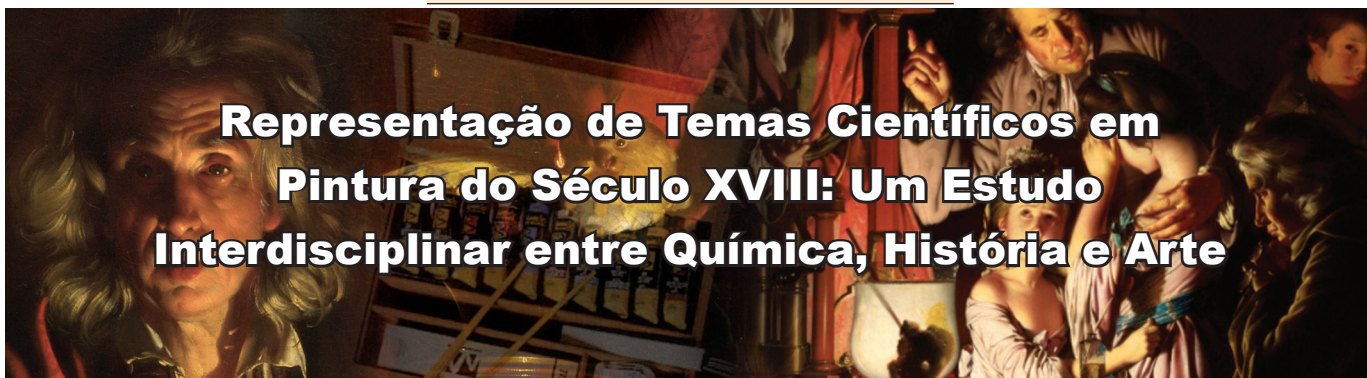 Representação de Temas Científicos em
Pintura do Século XVIII: Um Estudo
Interdisciplinar entre Química, História e Arte